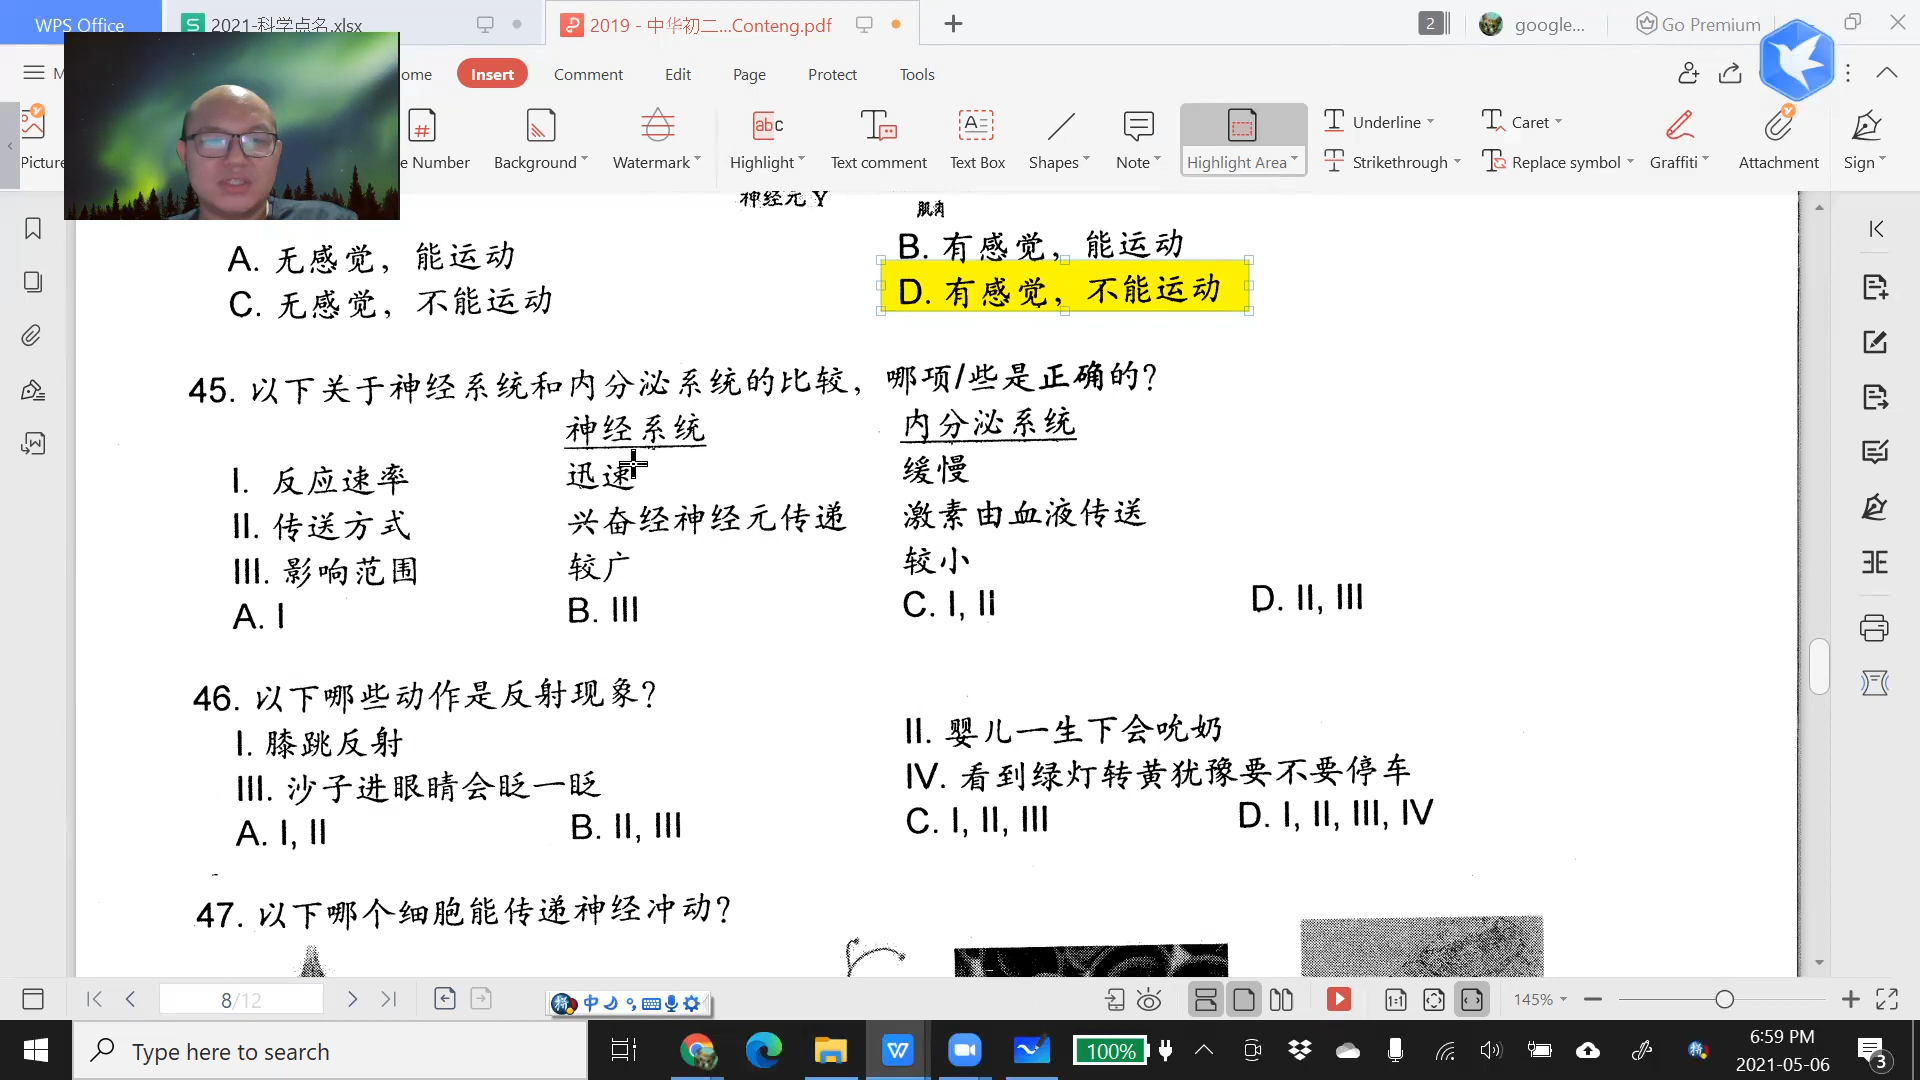 WPS Office
2021-科学点名.xlsx
2019 - 中华初二...Conteng.pdf
2
google...
Go Premium
Insert
Comment
Edit
Page
Protect
Tools
Picture
Background
Watermark
Highlight
Text comment
Text Box
Shapes
Note
Highlight Area
Underline
Strikethrough
Caret
Replace symbol
Graffiti
Attachment
Sign
神经元 Y
肌肉
A. 无感觉，能运动
B. 有感觉，能运动
C. 无感觉，不能运动
D. 有感觉，不能运动
45. 以下关于神经系统和内分泌系统的比较，哪项/些是正确的？
神经系统 内分泌系统
I. 反应速率 迅速 缓慢
II. 传送方式 兴奋经神经元传递 激素由血液传送
III. 影响范围 较广 较小
A. I B. III C. I, II D. II, III
46. 以下哪些动作是反射现象？
I. 膝跳反射 II. 婴儿一生下会吮奶
III. 沙子进眼睛会眨一眨 IV. 看到绿灯转黄犹豫要不要停车
A. I, II B. II, III C. I, II, III D. I, II, III, IV
47. 以下哪个细胞能传递神经冲动？
8/12
中
145%
Type here to search
100%
6:59 PM
2021-05-06
3